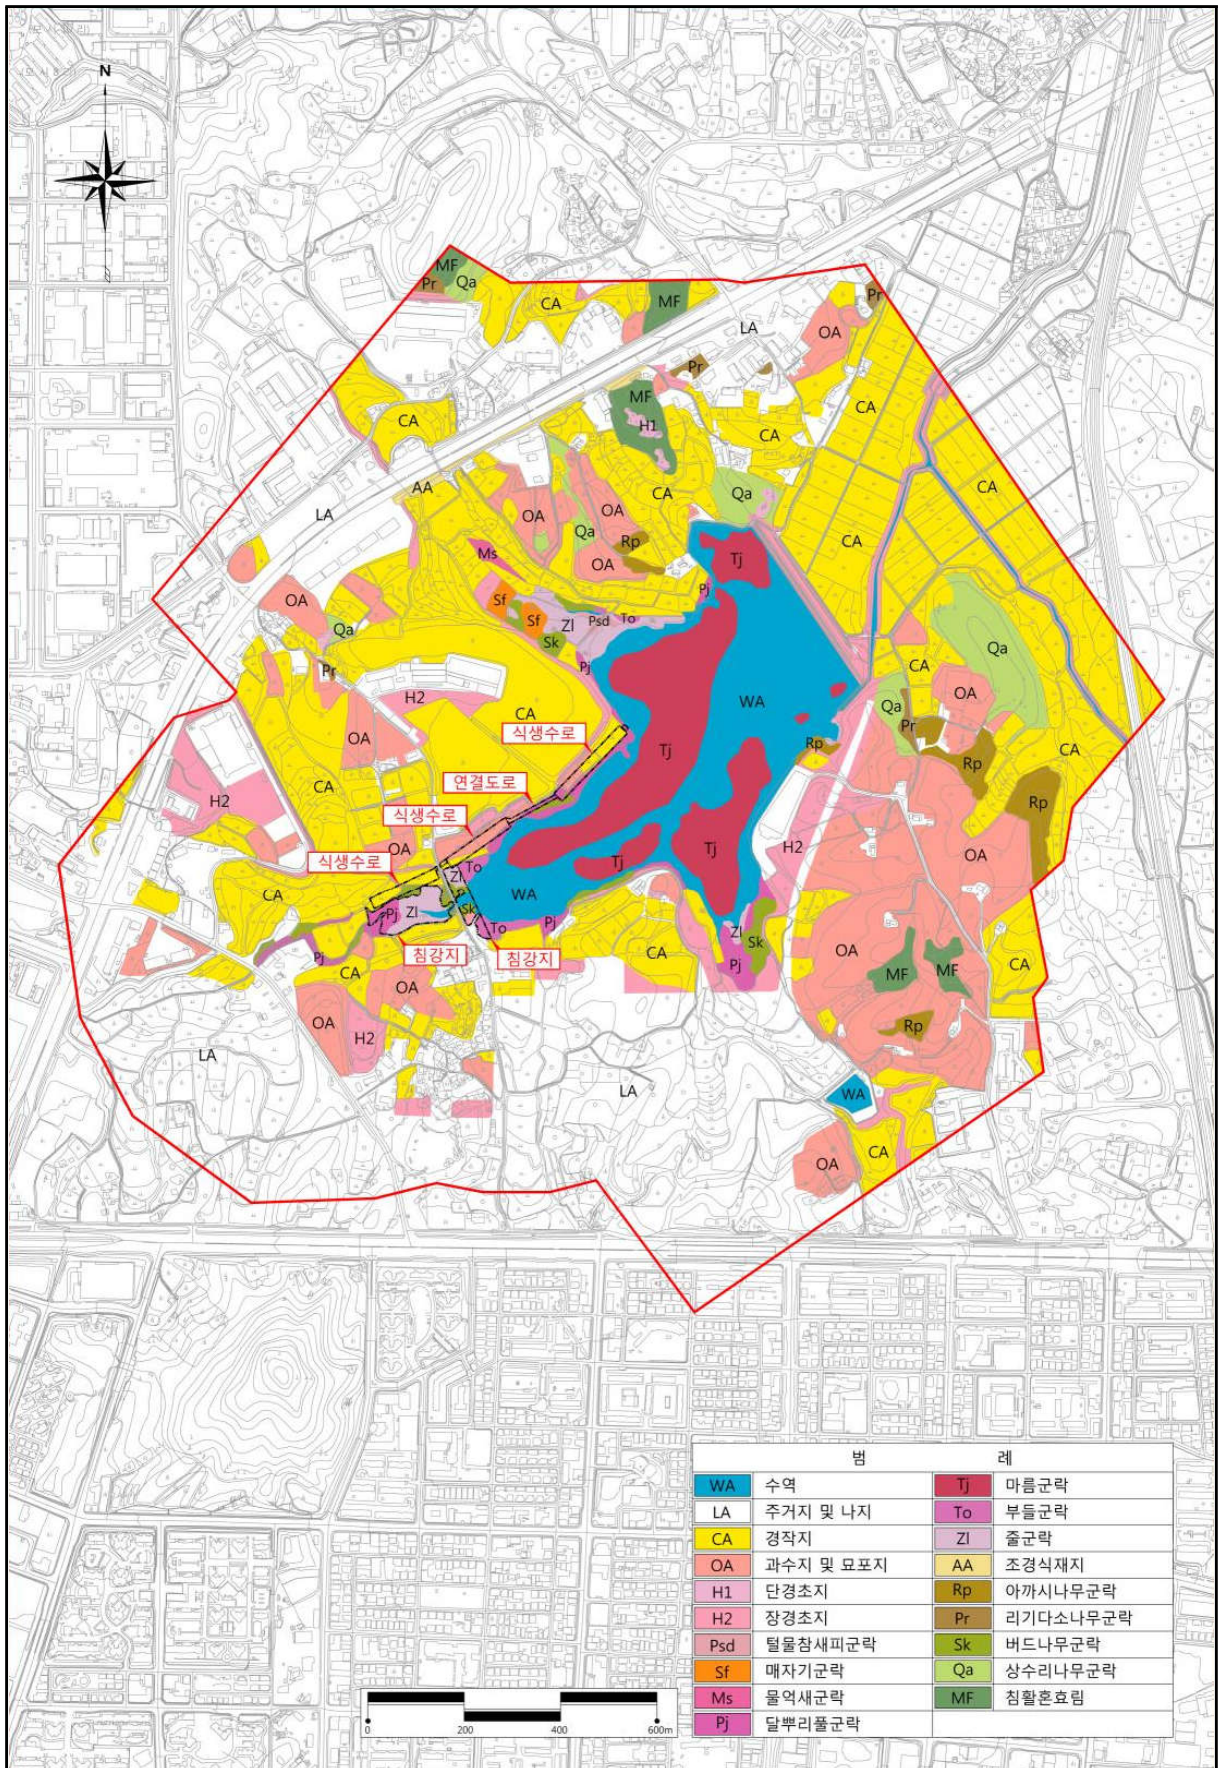 N
MF
Pr
Qa
CA
MF
Pr
LA
OA
Pr
MF
H1
CA
CA
CA
CA
AA
LA
OA
OA
CA
Qa
Qa
Rp
OA
CA
Ms
Tj
Pj
OA
Sf
Sf
Psd
To
Zl
Qa
Sk
Pj
Qa
CA
Pr
OA
H2
WA
Qa
CA
OA
Pr
식생수로
Tj
Rp
Rp
CA
연결도로
CA
Rp
H2
식생수로
OA
Tj
Tj
H2
OA
식생수로
To
Zl
CA
WA
Pj
Zl
Sk
To
Pj
Zl
Sk
Pj
침강지
침강지
CA
Pj
CA
OA
OA
MF
MF
CA
OA
H2
Rp
LA
LA
WA
OA
CA
범 례
WA 수역 Tj 마름군락
LA 주거지 및 나지 To 부들군락
CA 경작지 Zl 줄군락
OA 과수지 및 묘포지 AA 조경식재지
H1 단경초지 Rp 아까시나무군락
H2 장경초지 Pr 리기다소나무군락
Psd 털물참새피군락 Sk 버드나무군락
Sf 매자기군락 Qa 상수리나무군락
Ms 물억새군락 MF 침활혼효림
Pj 달뿌리풀군락
0 200 400 600m